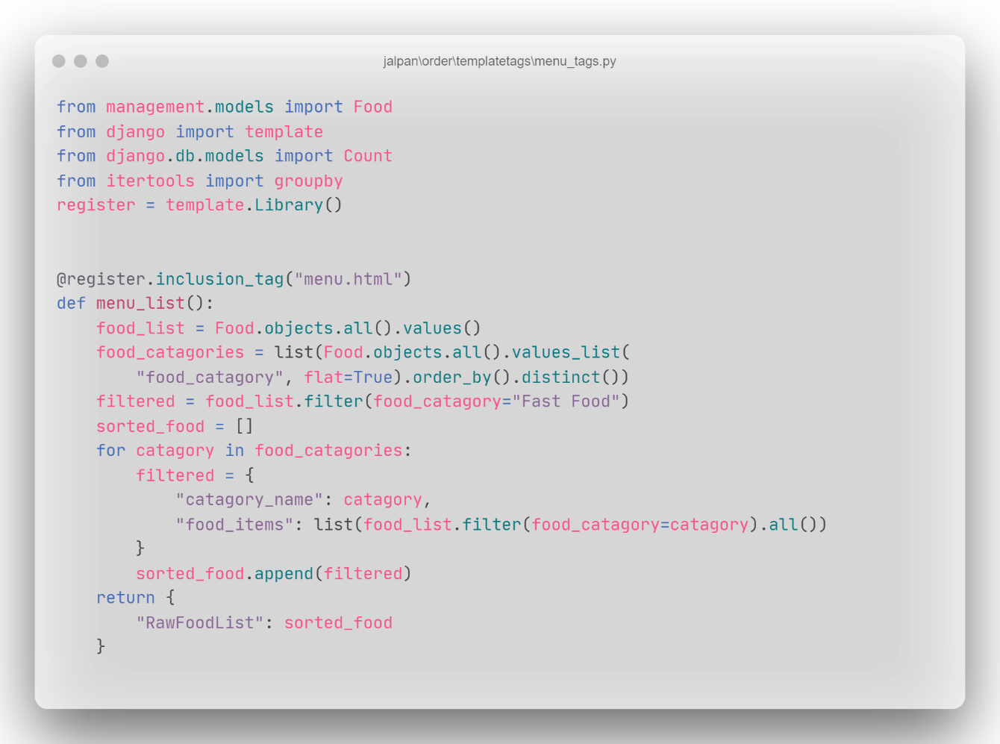 jalpan\order\templatetags\menu_tags.py
from management.models import Food
from django import template
from django.db.models import Count
from itertools import groupby
register = template.Library()
@register.inclusion_tag("menu.html")
def menu_list():
    food_list = Food.objects.all().values()
    food_catagories = list(Food.objects.all().values_list(
        "food_catagory", flat=True).order_by().distinct())
    filtered = food_list.filter(food_catagory="Fast Food")
    sorted_food = []
    for catagory in food_catagories:
        filtered = {
            "catagory_name": catagory,
            "food_items": list(food_list.filter(food_catagory=catagory).all())
        }
        sorted_food.append(filtered)
    return {
        "RawFoodList": sorted_food
    }